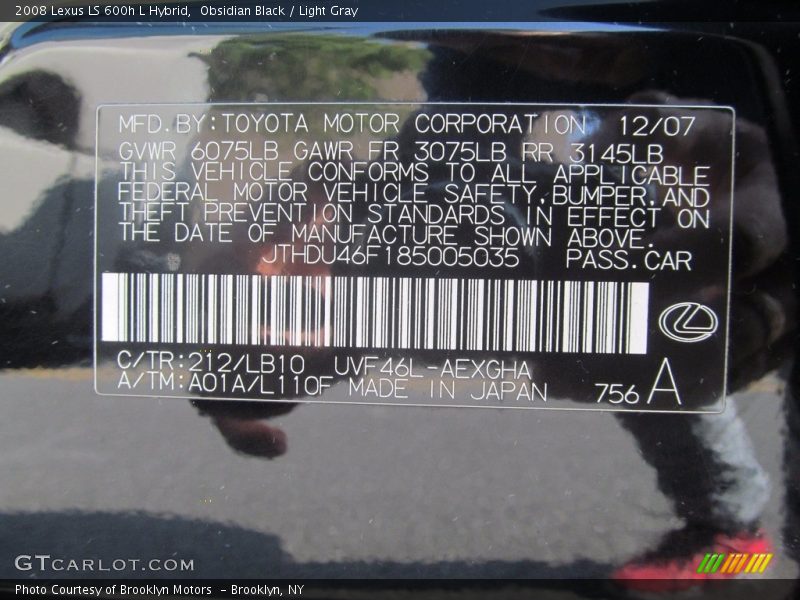 2008 Lexus LS 600h L Hybrid,  Obsidian Black / Light Gray
MFD.BY:TOYOTA MOTOR CORPORATION 12/07
GVWR 6075LB GAWR FR 3075LB RR 3145LB
THIS VEHICLE CONFORMS TO ALL APPLICABLE
FEDERAL MOTOR VEHICLE SAFETY,BUMPER,AND
THEFT PREVENTION STANDARDS IN EFFECT ON
THE DATE OF MANUFACTURE SHOWN ABOVE.
JTHDU46F185005035 PASS.CAR
C/TR:212/LB10 UVF46L-AEXGHA
A/TM:A01A/L110F MADE IN JAPAN 756 A
GTCARLOT.COM
Photo Courtesy of Brooklyn Motors - Brooklyn, NY